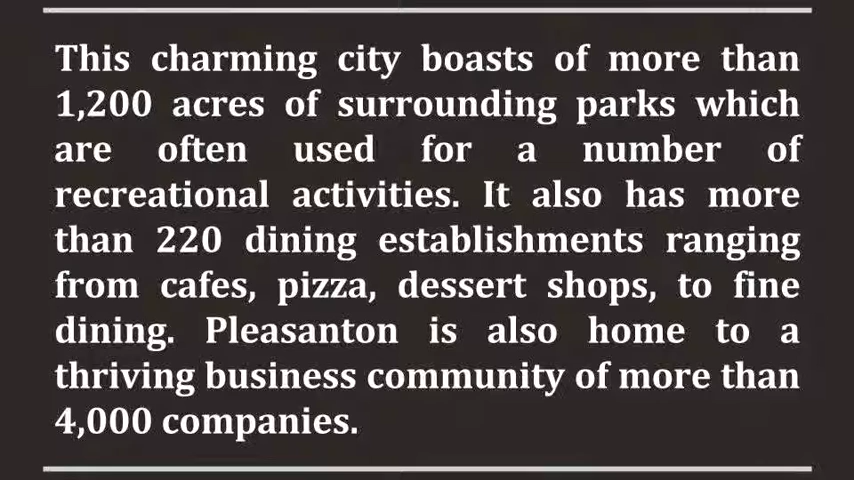 This charming city boasts of more than
1,200 acres of surrounding parks which
are often used for a number of
recreational activities. It also has more
than 220 dining establishments ranging
from cafes, pizza, dessert shops, to fine
dining. Pleasanton is also home to a
thriving business community of more than
4,000 companies.